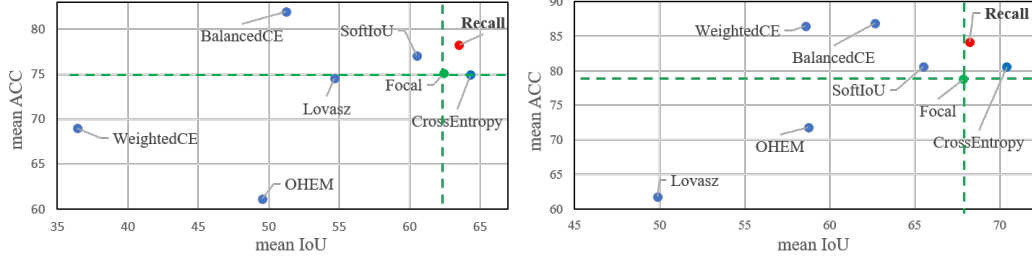 80
75
70
65
60
35
40
45
50
55
60
65
mean ACC
mean IoU
BalancedCE
SoftIoU
Recall
Focal
Lovasz
CrossEntropy
WeightedCE
OHEM
90
85
80
75
70
65
60
45
50
55
60
65
70
mean ACC
mean IoU
WeightedCE
BalancedCE
Recall
SoftIoU
Focal
OHEM
CrossEntropy
Lovasz